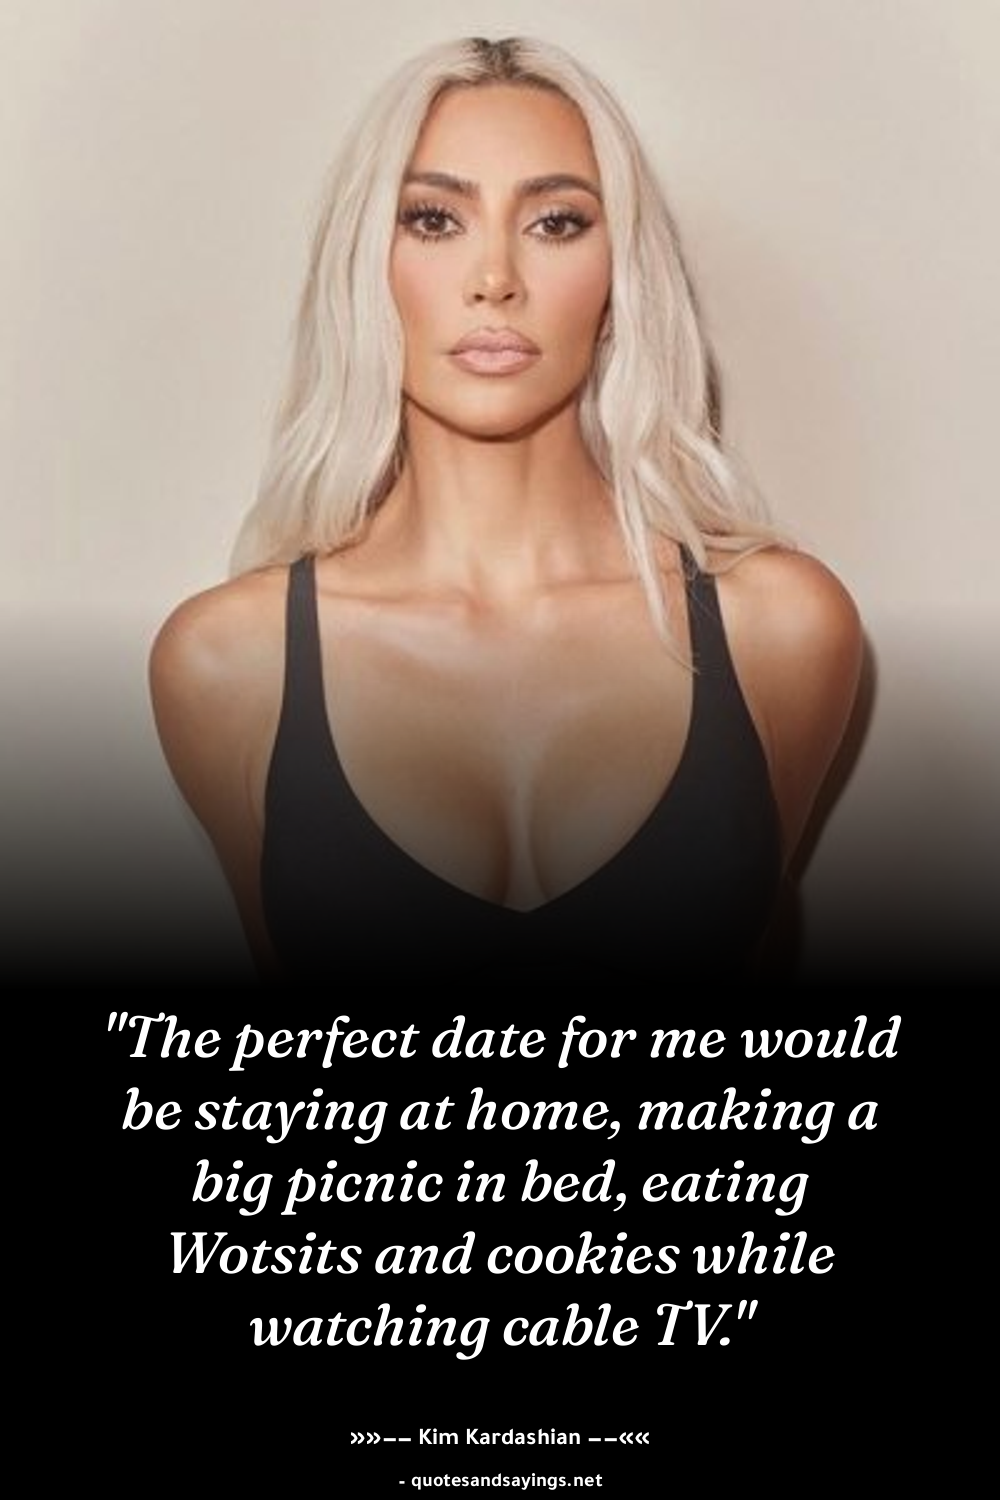 "The perfect date for me would
be staying at home, making a
big picnic in bed, eating
Wotsits and cookies while
watching cable TV."
»»–– Kim Kardashian ––««
- quotesandsayings.net